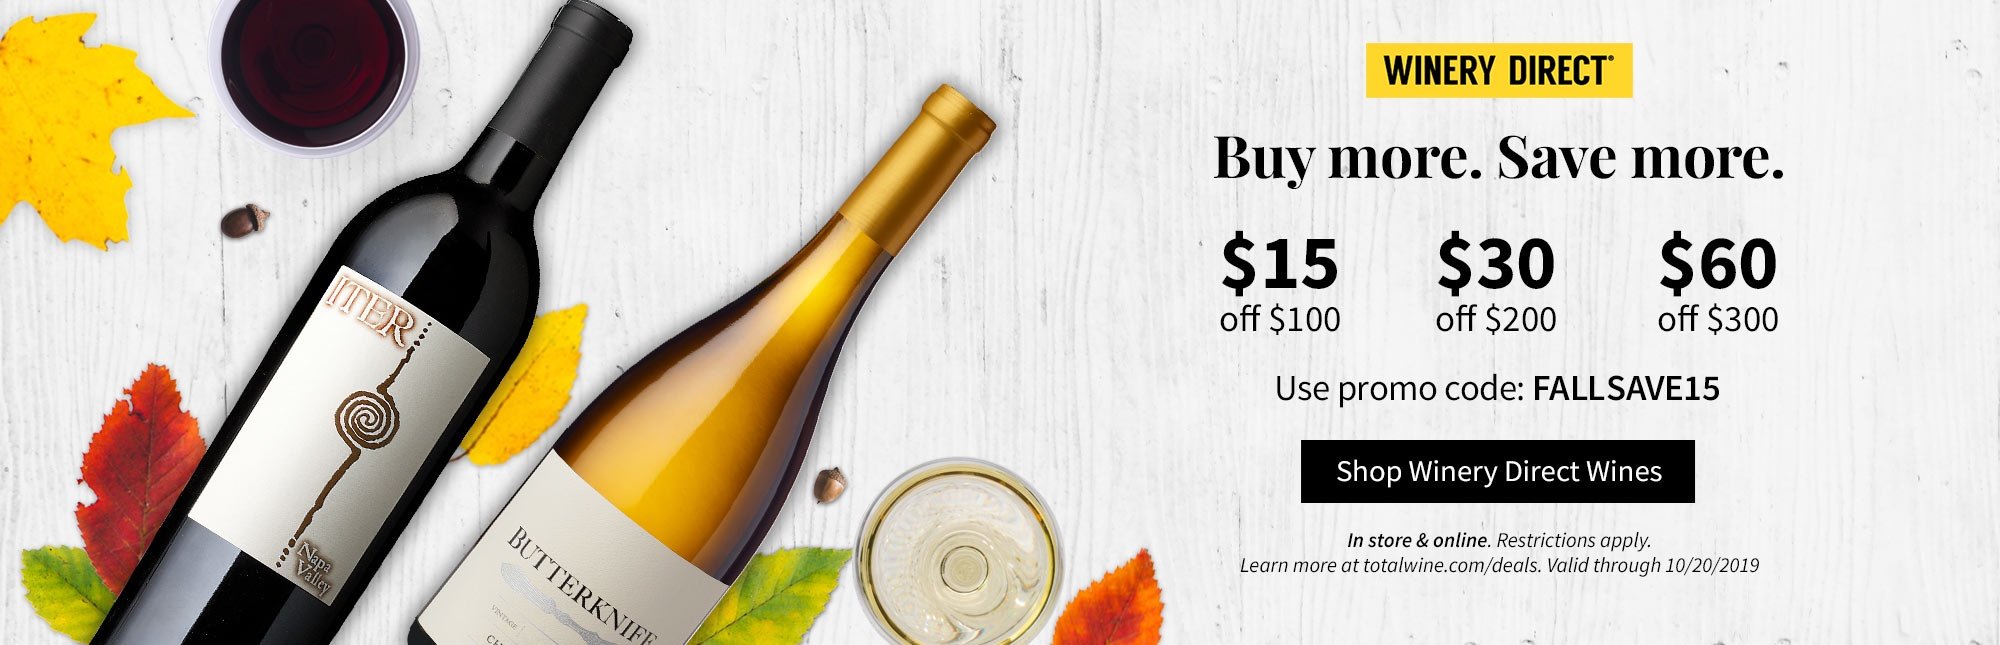 WINERY DIRECT®
Buy more. Save more.
$15 $30 $60
off $100 off $200 off $300
Use promo code: FALLSAVE15
Shop Winery Direct Wines
In store & online. Restrictions apply.
Learn more at totalwine.com/deals. Valid through 10/20/2019
ITER
Napa
Valley
BUTTERKNIFE
VINTAGE